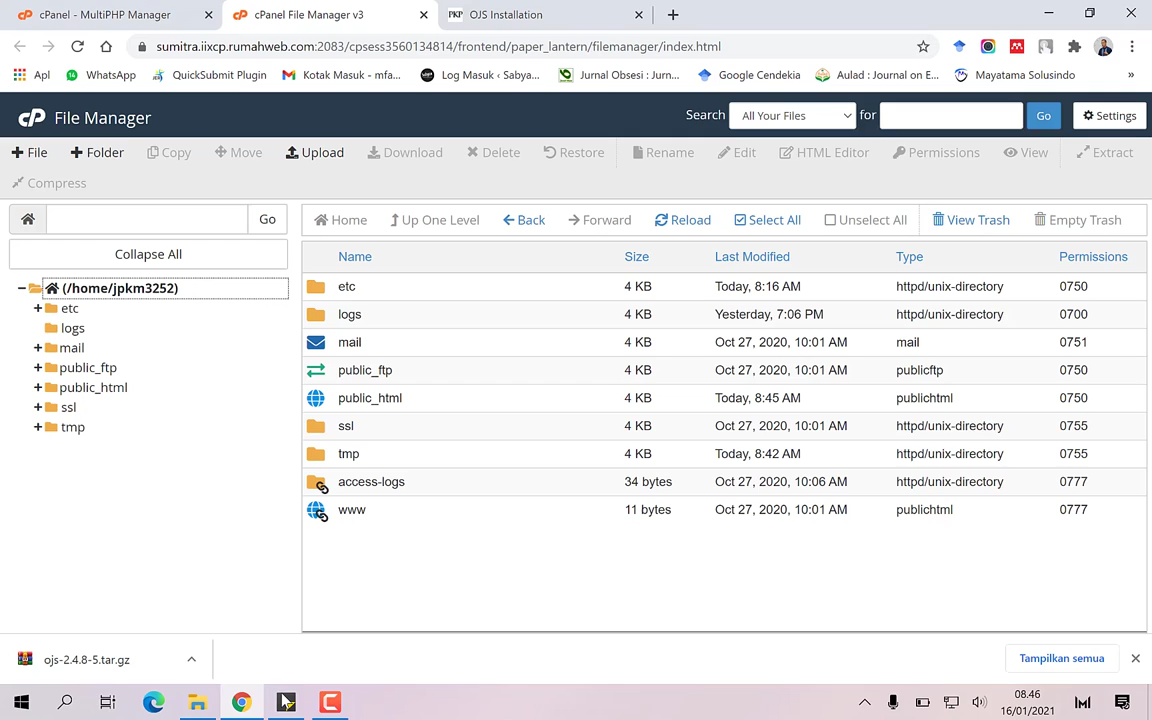 cPanel - MultiPHP Manager
cPanel File Manager v3
PKP OJS Installation
sumitra.iixcp.rumahweb.com:2083/cpsess3560134814/frontend/paper_lantern/filemanager/index.html
Apl
WhatsApp
QuickSubmit Plugin
Kotak Masuk - mfa...
Log Masuk ‹ Sabya...
Jurnal Obsesi : Jurn...
Google Cendekia
Aulad : Journal on E...
Mayatama Solusindo
»
cP File Manager
Search
All Your Files
for
Go
Settings
File
Folder
Copy
Move
Upload
Download
Delete
Restore
Rename
Edit
HTML Editor
Permissions
View
Extract
Compress
Go
Home
Up One Level
Back
Forward
Reload
Select All
Unselect All
View Trash
Empty Trash
Collapse All
(/home/jpkm3252)
etc
logs
mail
public_ftp
public_html
ssl
tmp
Name Size Last Modified Type Permissions
etc 4 KB Today, 8:16 AM httpd/unix-directory 0750
logs 4 KB Yesterday, 7:06 PM httpd/unix-directory 0700
mail 4 KB Oct 27, 2020, 10:01 AM mail 0751
public_ftp 4 KB Oct 27, 2020, 10:01 AM publicftp 0750
public_html 4 KB Today, 8:45 AM publichtml 0750
ssl 4 KB Oct 27, 2020, 10:01 AM httpd/unix-directory 0755
tmp 4 KB Today, 8:42 AM httpd/unix-directory 0755
access-logs 34 bytes Oct 27, 2020, 10:06 AM httpd/unix-directory 0777
www 11 bytes Oct 27, 2020, 10:01 AM publichtml 0777
ojs-2.4.8-5.tar.gz
Tampilkan semua
08.46
16/01/2021